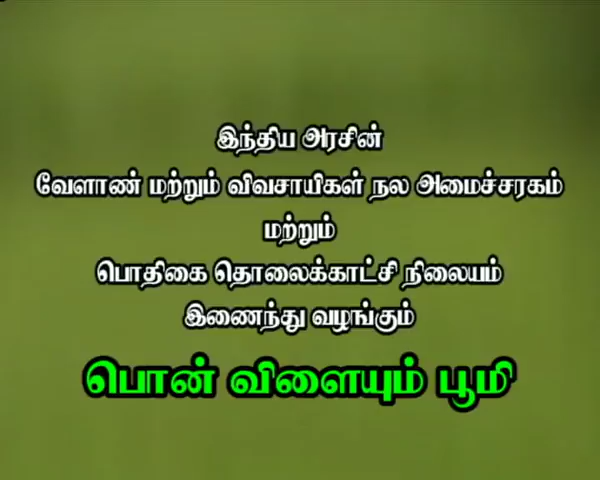 இந்திய அரசின்
வேளாண் மற்றும் விவசாயிகள் நல அமைச்சரகம்
மற்றும்
பொதிகை தொலைக்காட்சி நிலையம்
இணைந்து வழங்கும்
பொன் விளையும் பூமி